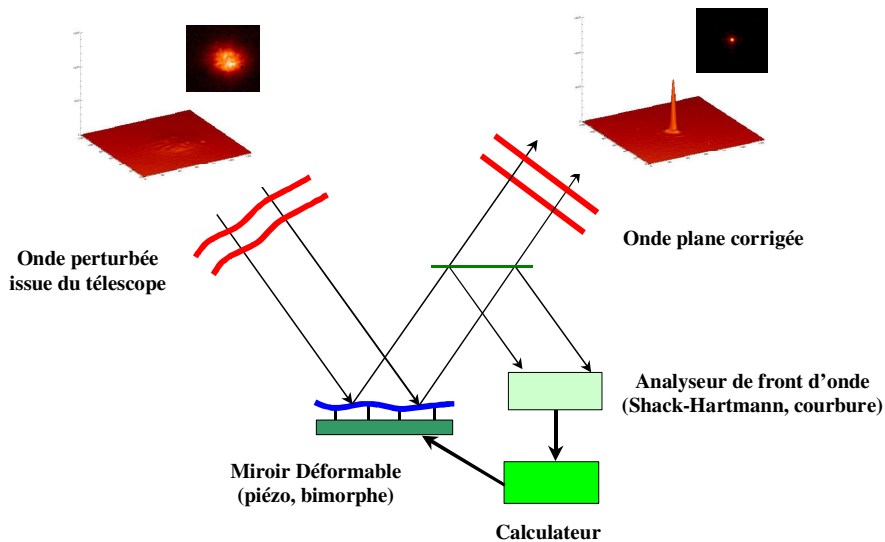 Onde perturbée
issue du télescope
Onde plane corrigée
Analyseur de front d’onde
(Shack-Hartmann, courbure)
Miroir Déformable
(piézo, bimorphe)
Calculateur